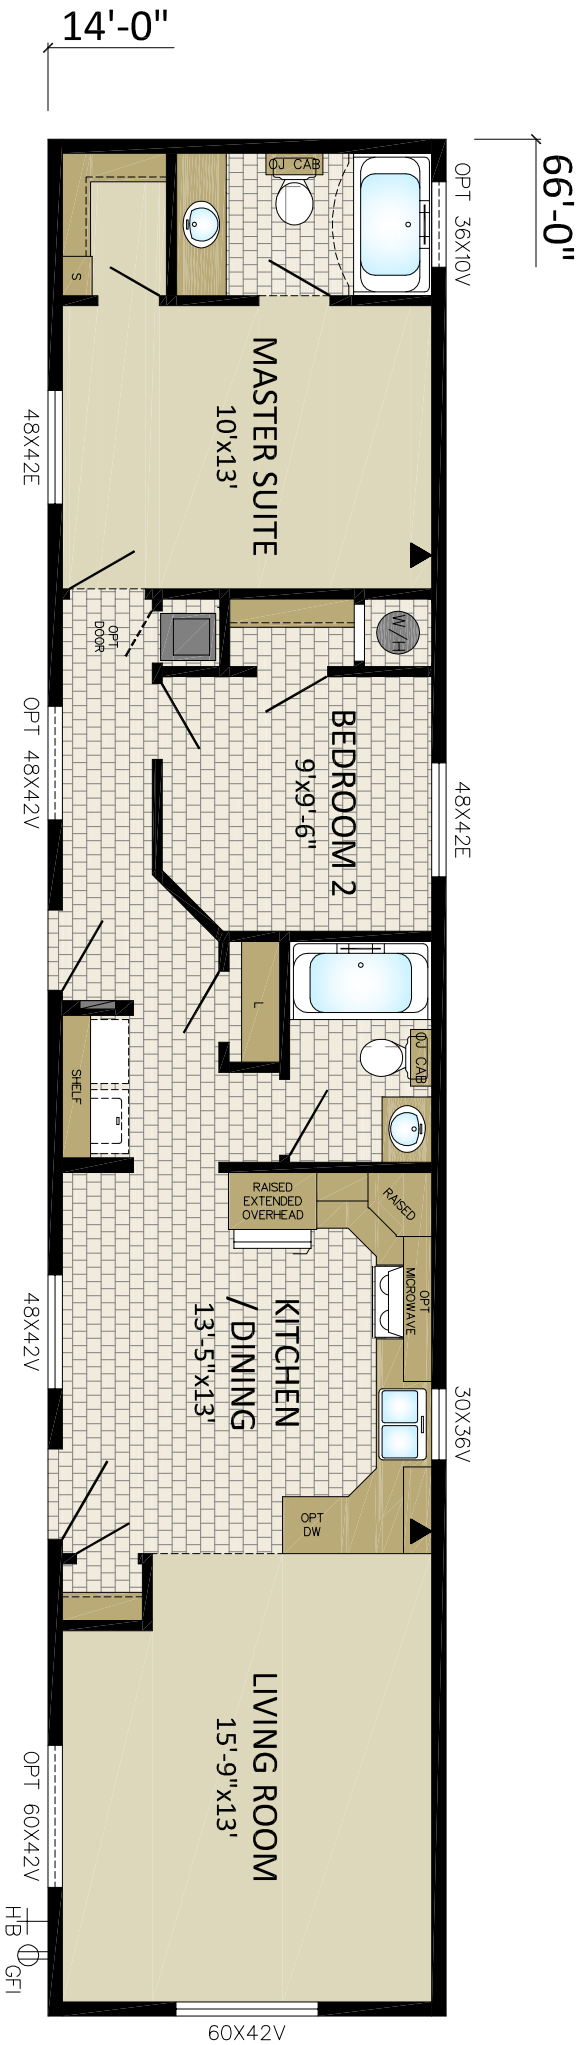 14'-0"
66'-0"
OJ CAB
OPT 36X10V
S
MASTER SUITE
10'x13'
48X42E
OPT
DOOR
W/H
BEDROOM 2
9'x9'-6"
OPT 48X42V
48X42E
L
OJ CAB
SHELF
RAISED
EXTENDED
OVERHEAD
RAISED
OPT
MICROWAVE
KITCHEN
/ DINING
13'-5"x13'
48X42V
30X36V
OPT
DW
LIVING ROOM
15'-9"x13'
OPT 60X42V
HB
GFI
60X42V